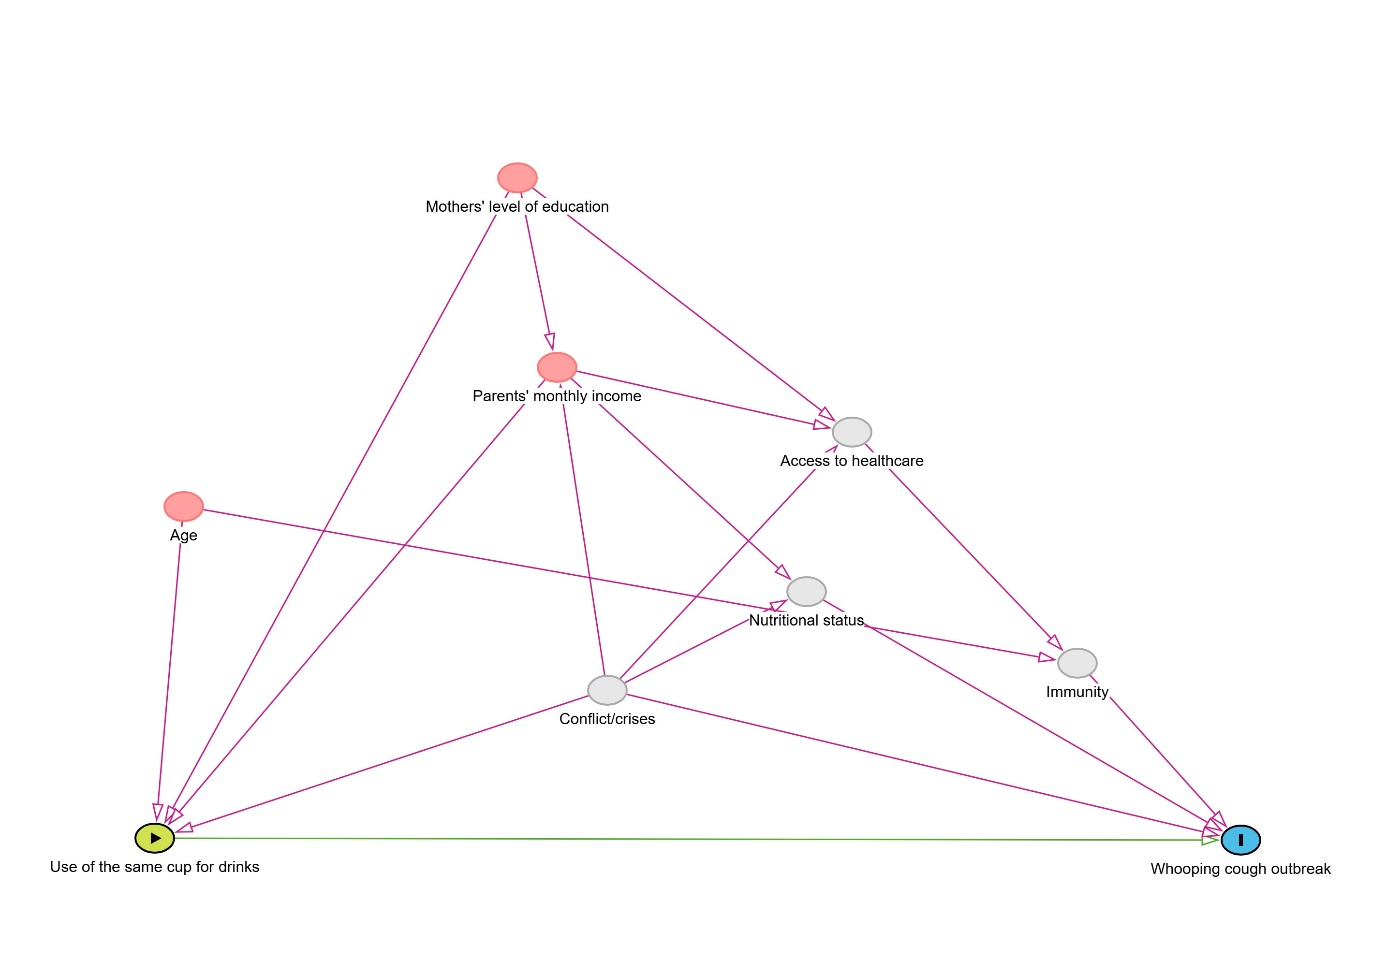 Mothers' level of education
Parents' monthly income
Access to healthcare
Age
Nutritional status
Immunity
Conflict/crises
Use of the same cup for drinks
Whooping cough outbreak